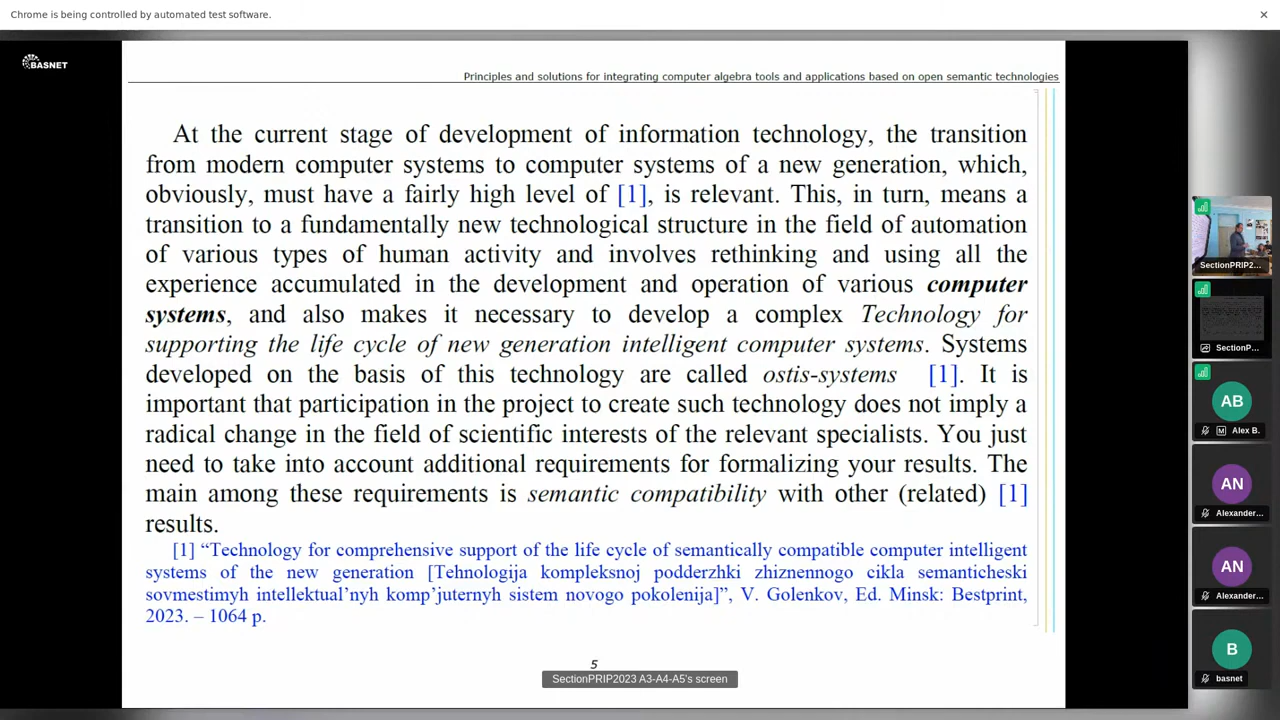 Chrome is being controlled by automated test software.
BASNET
Principles and solutions for integrating computer algebra tools and applications based on open semantic technologies
At the current stage of development of information technology, the transition
from modern computer systems to computer systems of a new generation, which,
obviously, must have a fairly high level of [1], is relevant. This, in turn, means a
transition to a fundamentally new technological structure in the field of automation
of various types of human activity and involves rethinking and using all the
experience accumulated in the development and operation of various computer
systems, and also makes it necessary to develop a complex Technology for
supporting the life cycle of new generation intelligent computer systems. Systems
developed on the basis of this technology are called ostis-systems [1]. It is
important that participation in the project to create such technology does not imply a
radical change in the field of scientific interests of the relevant specialists. You just
need to take into account additional requirements for formalizing your results. The
main among these requirements is semantic compatibility with other (related) [1]
results.
[1] “Technology for comprehensive support of the life cycle of semantically compatible computer intelligent
systems of the new generation [Tehnologija kompleksnoj podderzhki zhiznennogo cikla semanticheski
sovmestimyh intellektual’nyh komp’juternyh sistem novogo pokolenija]”, V. Golenkov, Ed. Minsk: Bestprint,
2023. – 1064 p.
5
SectionPRIP2023 A3-A4-A5's screen
SectionPRIP2...
SectionP...
AB
Alex B.
AN
Alexander...
AN
Alexander...
B
basnet